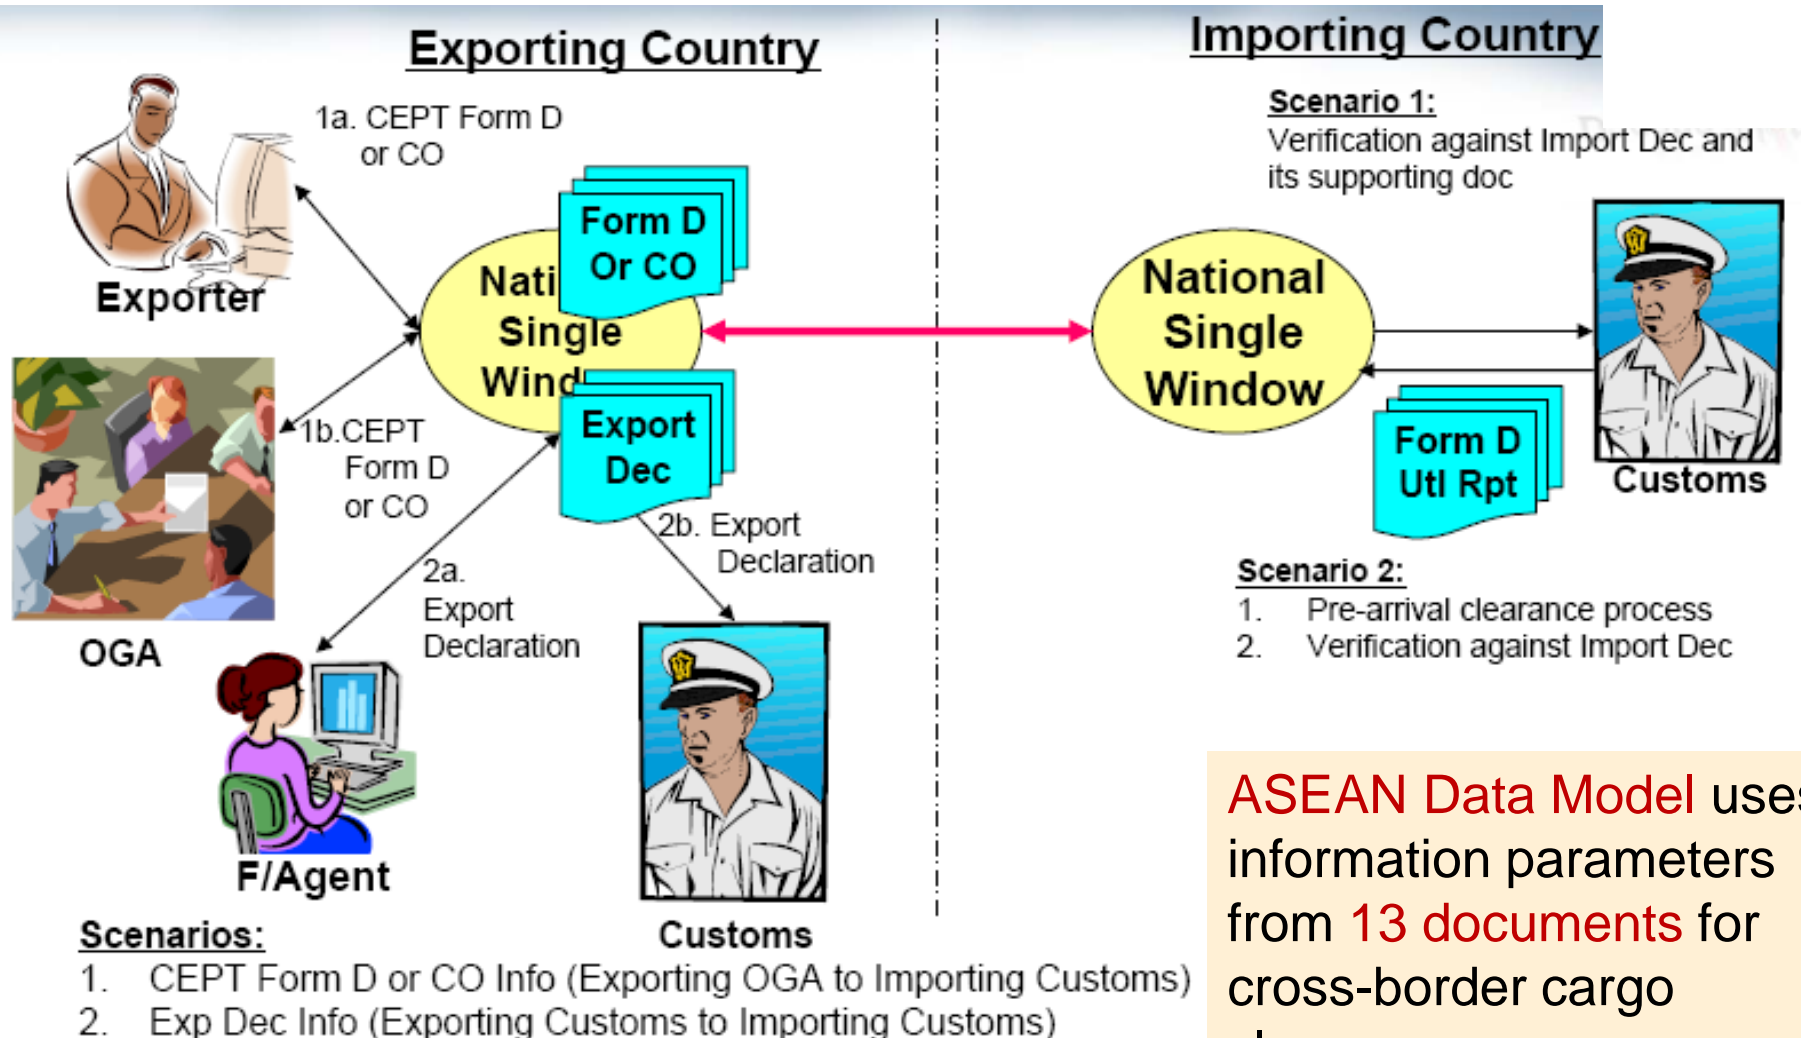 Exporting Country
1a. CEPT Form D
or CO
Exporter
Form D
Or CO
Single
Export
Dec
1b.CEPT
Form D
or CO
OGA
2a.
Export
Declaration
2b. Export
Declaration
F/Agent
Customs
Scenarios:
1. CEPT Form D or CO Info (Exporting OGA to Importing Customs)
2. Exp Dec Info (Exporting Customs to Importing Customs)
Importing Country
Scenario 1:
Verification against Import Dec and
its supporting doc
National
Single
Window
Customs
Form D
Utl Rpt
Scenario 2:
1. Pre-arrival clearance process
2. Verification against Import Dec
ASEAN Data Model uses
information parameters
from 13 documents for
cross-border cargo